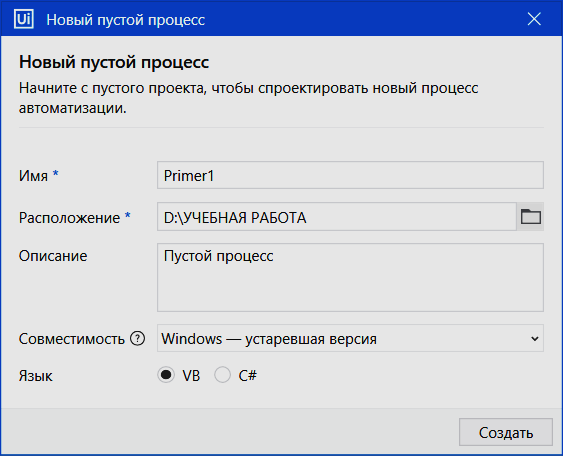 Ui Новый пустой процесс
Новый пустой процесс
Начните с пустого проекта, чтобы спроектировать новый процесс
автоматизации.
Имя * Primer1
Расположение * D:\УЧЕБНАЯ РАБОТА
Описание Пустой процесс
Совместимость ? Windows — устаревшая версия
Язык VB C#
Создать